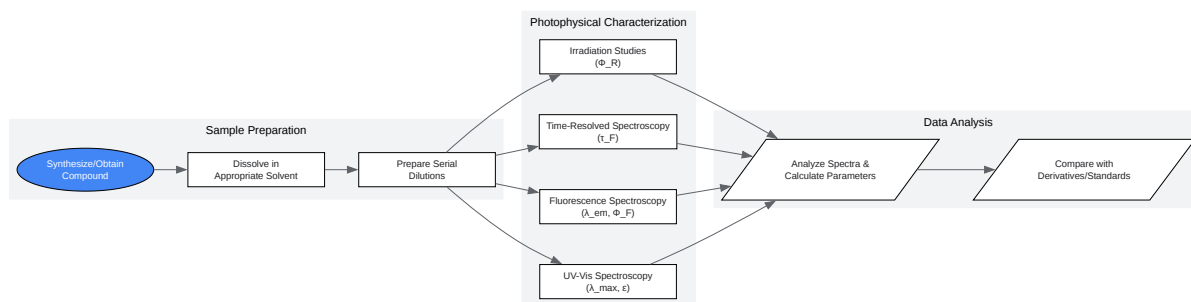 Photophysical Characterization
Irradiation Studies
(Φ_R)
Sample Preparation
Synthesize/Obtain
Compound
Dissolve in
Appropriate Solvent
Prepare Serial
Dilutions
Time-Resolved Spectroscopy
(τ_F)
Fluorescence Spectroscopy
(λ_em, Φ_F)
UV-Vis Spectroscopy
(λ_max, ε)
Data Analysis
Analyze Spectra &
Calculate Parameters
Compare with
Derivatives/Standards